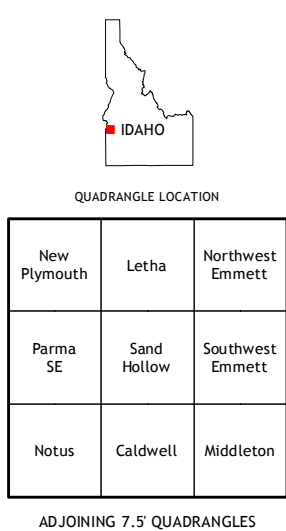 IDAHO
QUADRANGLE LOCATION
New
Plymouth
Letha
Northwest
Emmett
Parma
SE
Sand
Hollow
Southwest
Emmett
Notus
Caldwell
Middleton
ADJOINING 7.5' QUADRANGLES